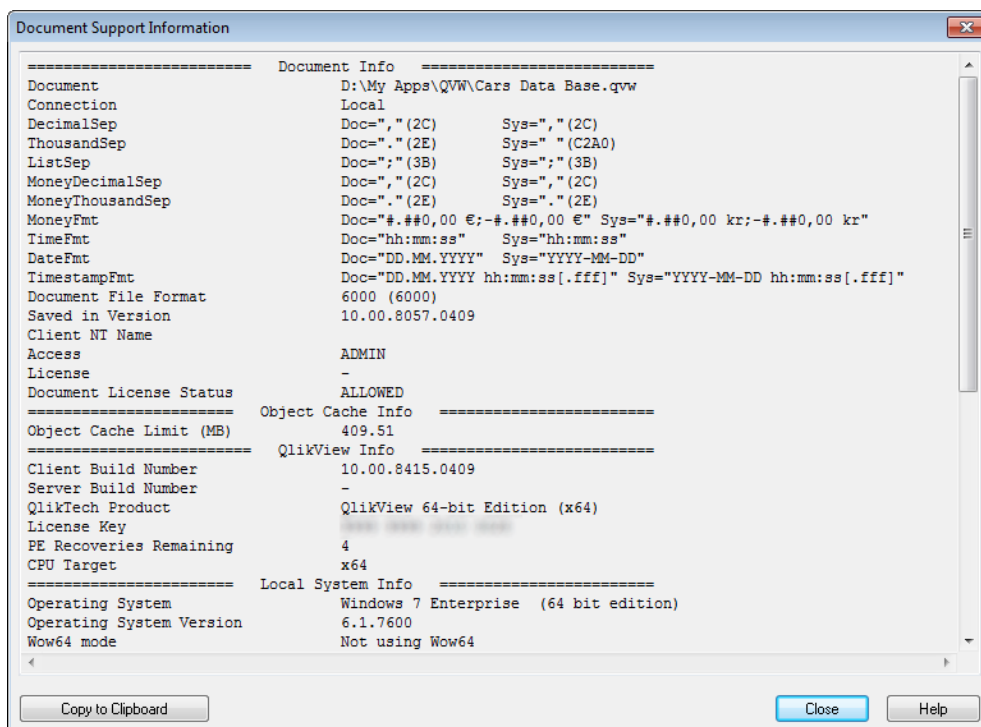 Document Support Information
========================= Document Info ==========================
Document D:\My Apps\QVW\Cars Data Base.qvw
Connection Local
DecimalSep Doc=","(2C) Sys=","(2C)
ThousandSep Doc="."(2E) Sys=" "(C2A0)
ListSep Doc=";"(3B) Sys=";"(3B)
MoneyDecimalSep Doc=","(2C) Sys=","(2C)
MoneyThousandSep Doc="."(2E) Sys="."(2E)
MoneyFmt Doc="#.##0,00 €;-#.##0,00 €" Sys="#.##0,00 kr;-#.##0,00 kr"
TimeFmt Doc="hh:mm:ss" Sys="hh:mm:ss"
DateFmt Doc="DD.MM.YYYY" Sys="YYYY-MM-DD"
TimestampFmt Doc="DD.MM.YYYY hh:mm:ss[.fff]" Sys="YYYY-MM-DD hh:mm:ss[.fff]"
Document File Format 6000 (6000)
Saved in Version 10.00.8057.0409
Client NT Name
Access ADMIN
License -
Document License Status ALLOWED
======================= Object Cache Info ========================
Object Cache Limit (MB) 409.51
========================= QlikView Info ==========================
Client Build Number 10.00.8415.0409
Server Build Number -
QlikTech Product QlikView 64-bit Edition (x64)
License Key
PE Recoveries Remaining 4
CPU Target x64
======================= Local System Info ========================
Operating System Windows 7 Enterprise (64 bit edition)
Operating System Version 6.1.7600
Wow64 mode Not using Wow64
Copy to Clipboard Close Help